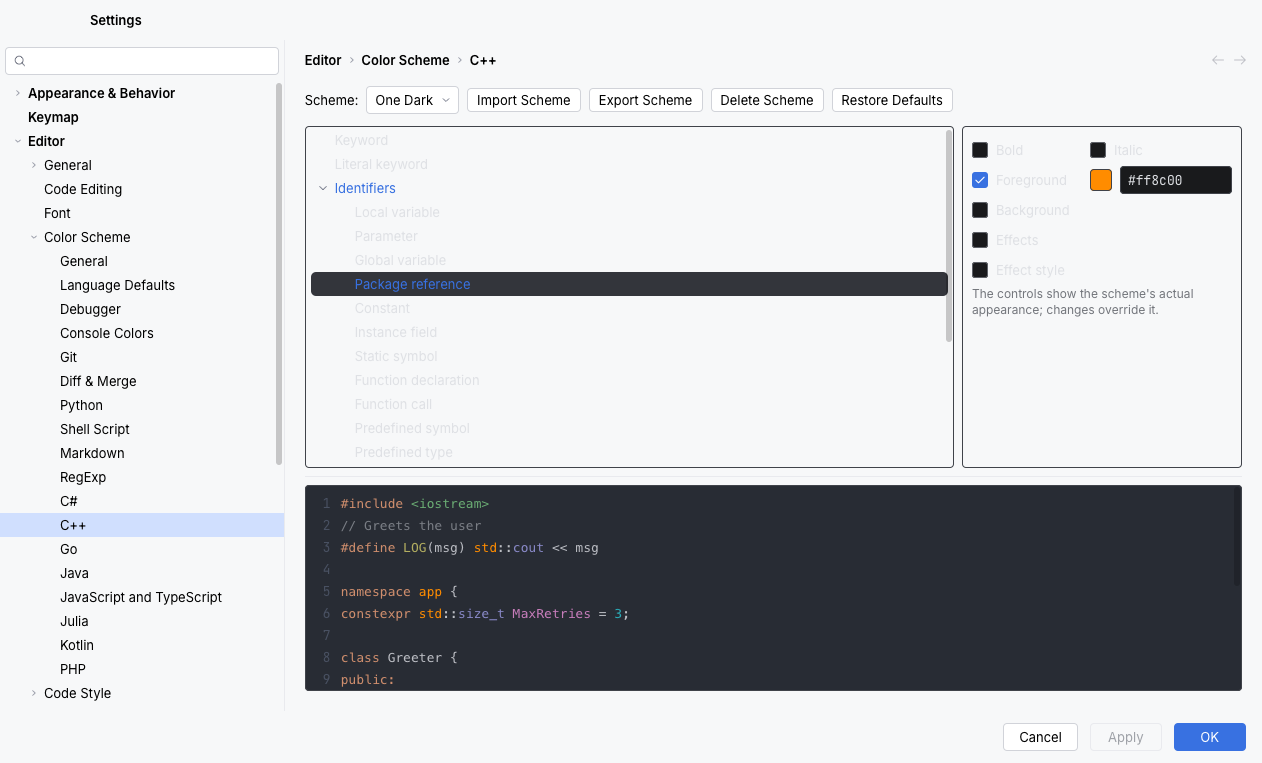 Settings
Editor › Color Scheme › C++
Scheme: One Dark Import Scheme Export Scheme Delete Scheme Restore Defaults
Appearance & Behavior
Keymap
Editor
General
Code Editing
Font
Color Scheme
General
Language Defaults
Debugger
Console Colors
Git
Diff & Merge
Python
Shell Script
Markdown
RegExp
C#
C++
Go
Java
JavaScript and TypeScript
Julia
Kotlin
PHP
Code Style
Keyword
Literal keyword
Identifiers
Local variable
Parameter
Global variable
Package reference
Constant
Instance field
Static symbol
Function declaration
Function call
Predefined symbol
Predefined type
Bold Italic
Foreground #ff8c00
Background
Effects
Effect style
The controls show the scheme's actual
appearance; changes override it.
1 #include <iostream>
2 // Greets the user
3 #define LOG(msg) std::cout << msg
4
5 namespace app {
6 constexpr std::size_t MaxRetries = 3;
7
8 class Greeter {
9 public:
Cancel Apply OK